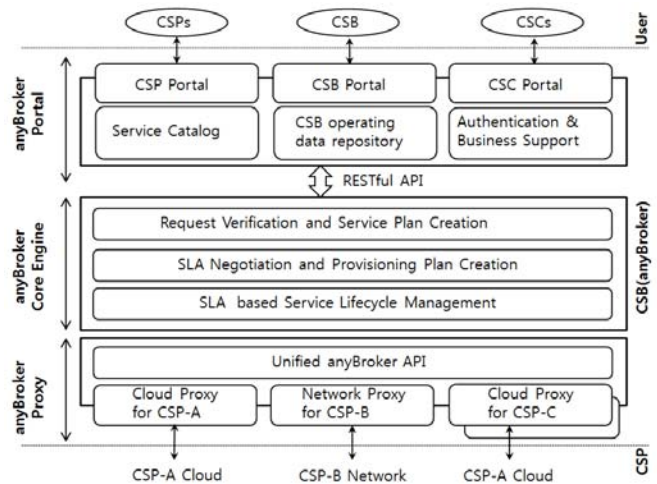 CSPs
CSB
CSCs
User
anyBroker
Portal
CSP Portal
CSB Portal
CSC Portal
Service Catalog
CSB operating
data repository
Authentication &
Business Support
RESTful API
anyBroker
Core Engine
Request Verification and Service Plan Creation
SLA Negotiation and Provisioning Plan Creation
SLA based Service Lifecycle Management
CSB(anyBroker)
anyBroker
Proxy
Unified anyBroker API
Cloud Proxy
for CSP-A
Network Proxy
for CSP-B
Cloud Proxy
for CSP-C
CSP-A Cloud
CSP-B Network
CSP-A Cloud
CSP